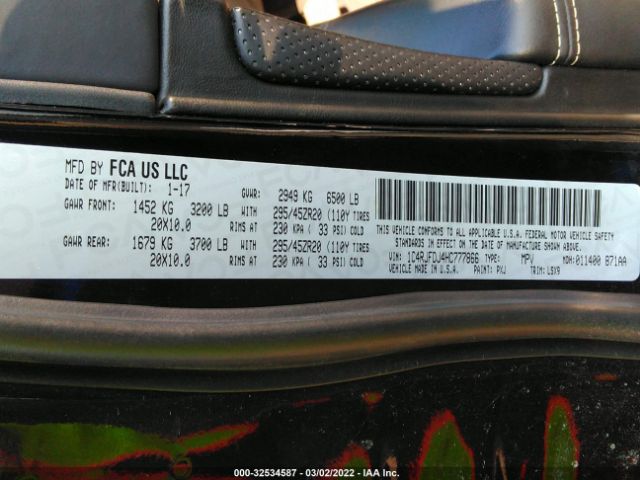 MFD BY FCA US LLC
DATE OF MFR(BUILT): 1-17 GVWR: 2949 KG 6500 LB
GAWR FRONT: 1452 KG 3200 LB WITH 295/45ZR20 (110Y TIRES
20X10.0 RIMS AT 230 KPA ( 33 PSI) COLD
GAWR REAR: 1679 KG 3700 LB WITH 295/45ZR20 (110Y TIRES
20X10.0 RIMS AT 230 KPA ( 33 PSI) COLD
THIS VEHICLE CONFORMS TO ALL APPLICABLE U.S.A. FEDERAL MOTOR VEHICLE SAFETY
STANDARDS IN EFFECT ON THE DATE OF MANUFACTURE SHOWN ABOVE.
VIN: 1C4RJFDJ4HC777866 TYPE: MPV MDH: 011400 871AA
MADE IN U.S.A. PAINT: PXJ TRIM: LSX9
000-32534587 - 03/02/2022 - IAA Inc.